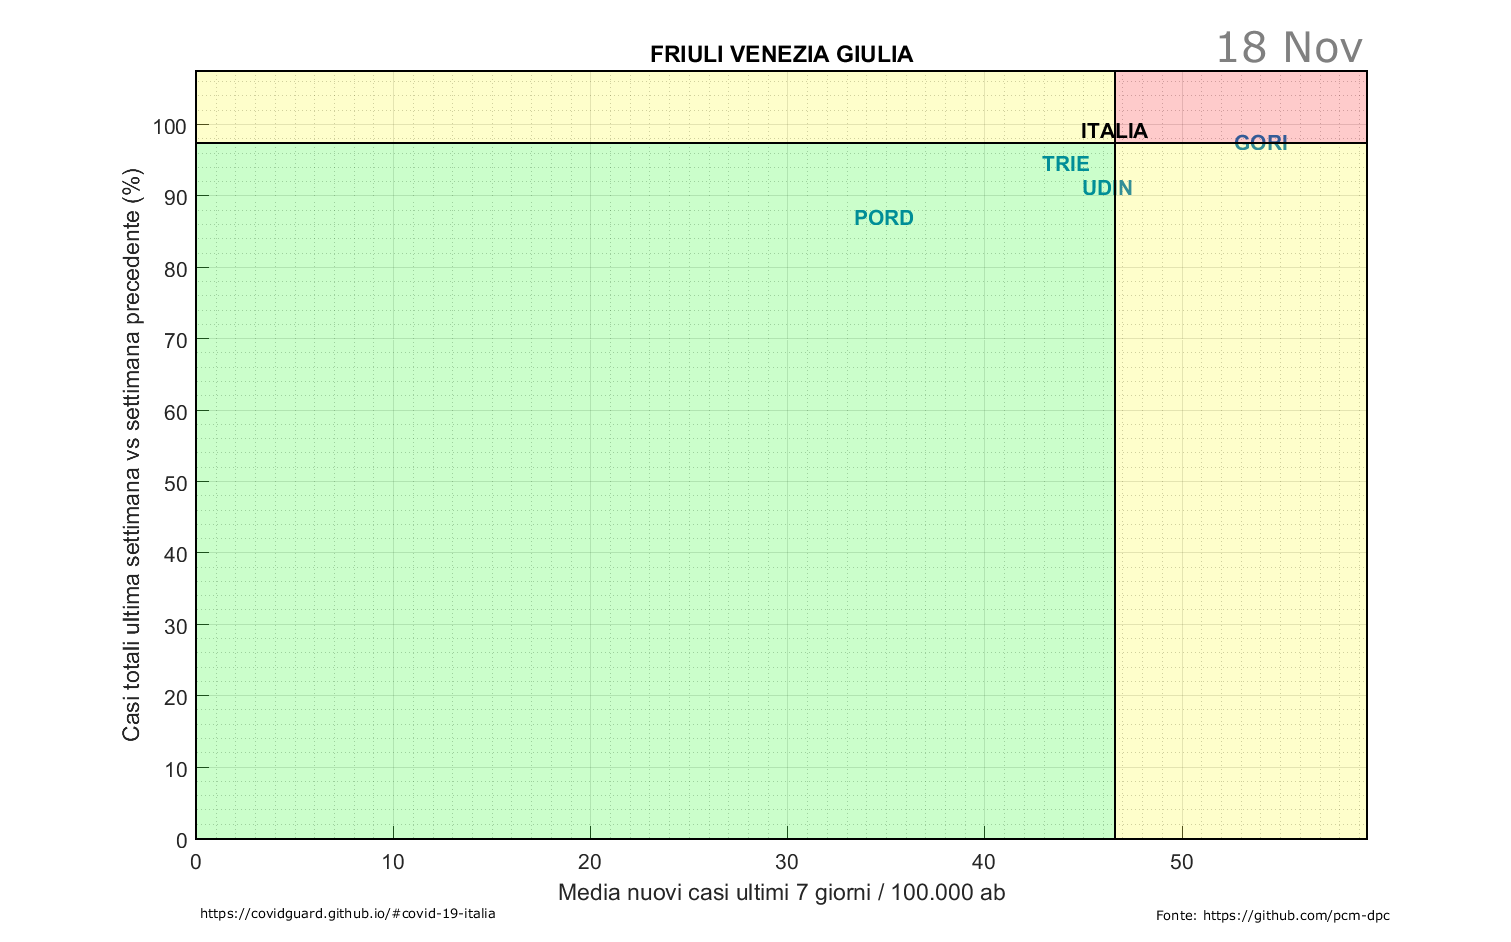 18 Nov
FRIULI VENEZIA GIULIA
Casi totali ultima settimana vs settimana precedente (%)
100
90
80
70
60
50
40
30
20
10
0
ITALIA
GORI
TRIE
UDIN
PORD
0 10 20 30 40 50
Media nuovi casi ultimi 7 giorni / 100.000 ab
https://covidguard.github.io/#covid-19-italia
Fonte: https://github.com/pcm-dpc